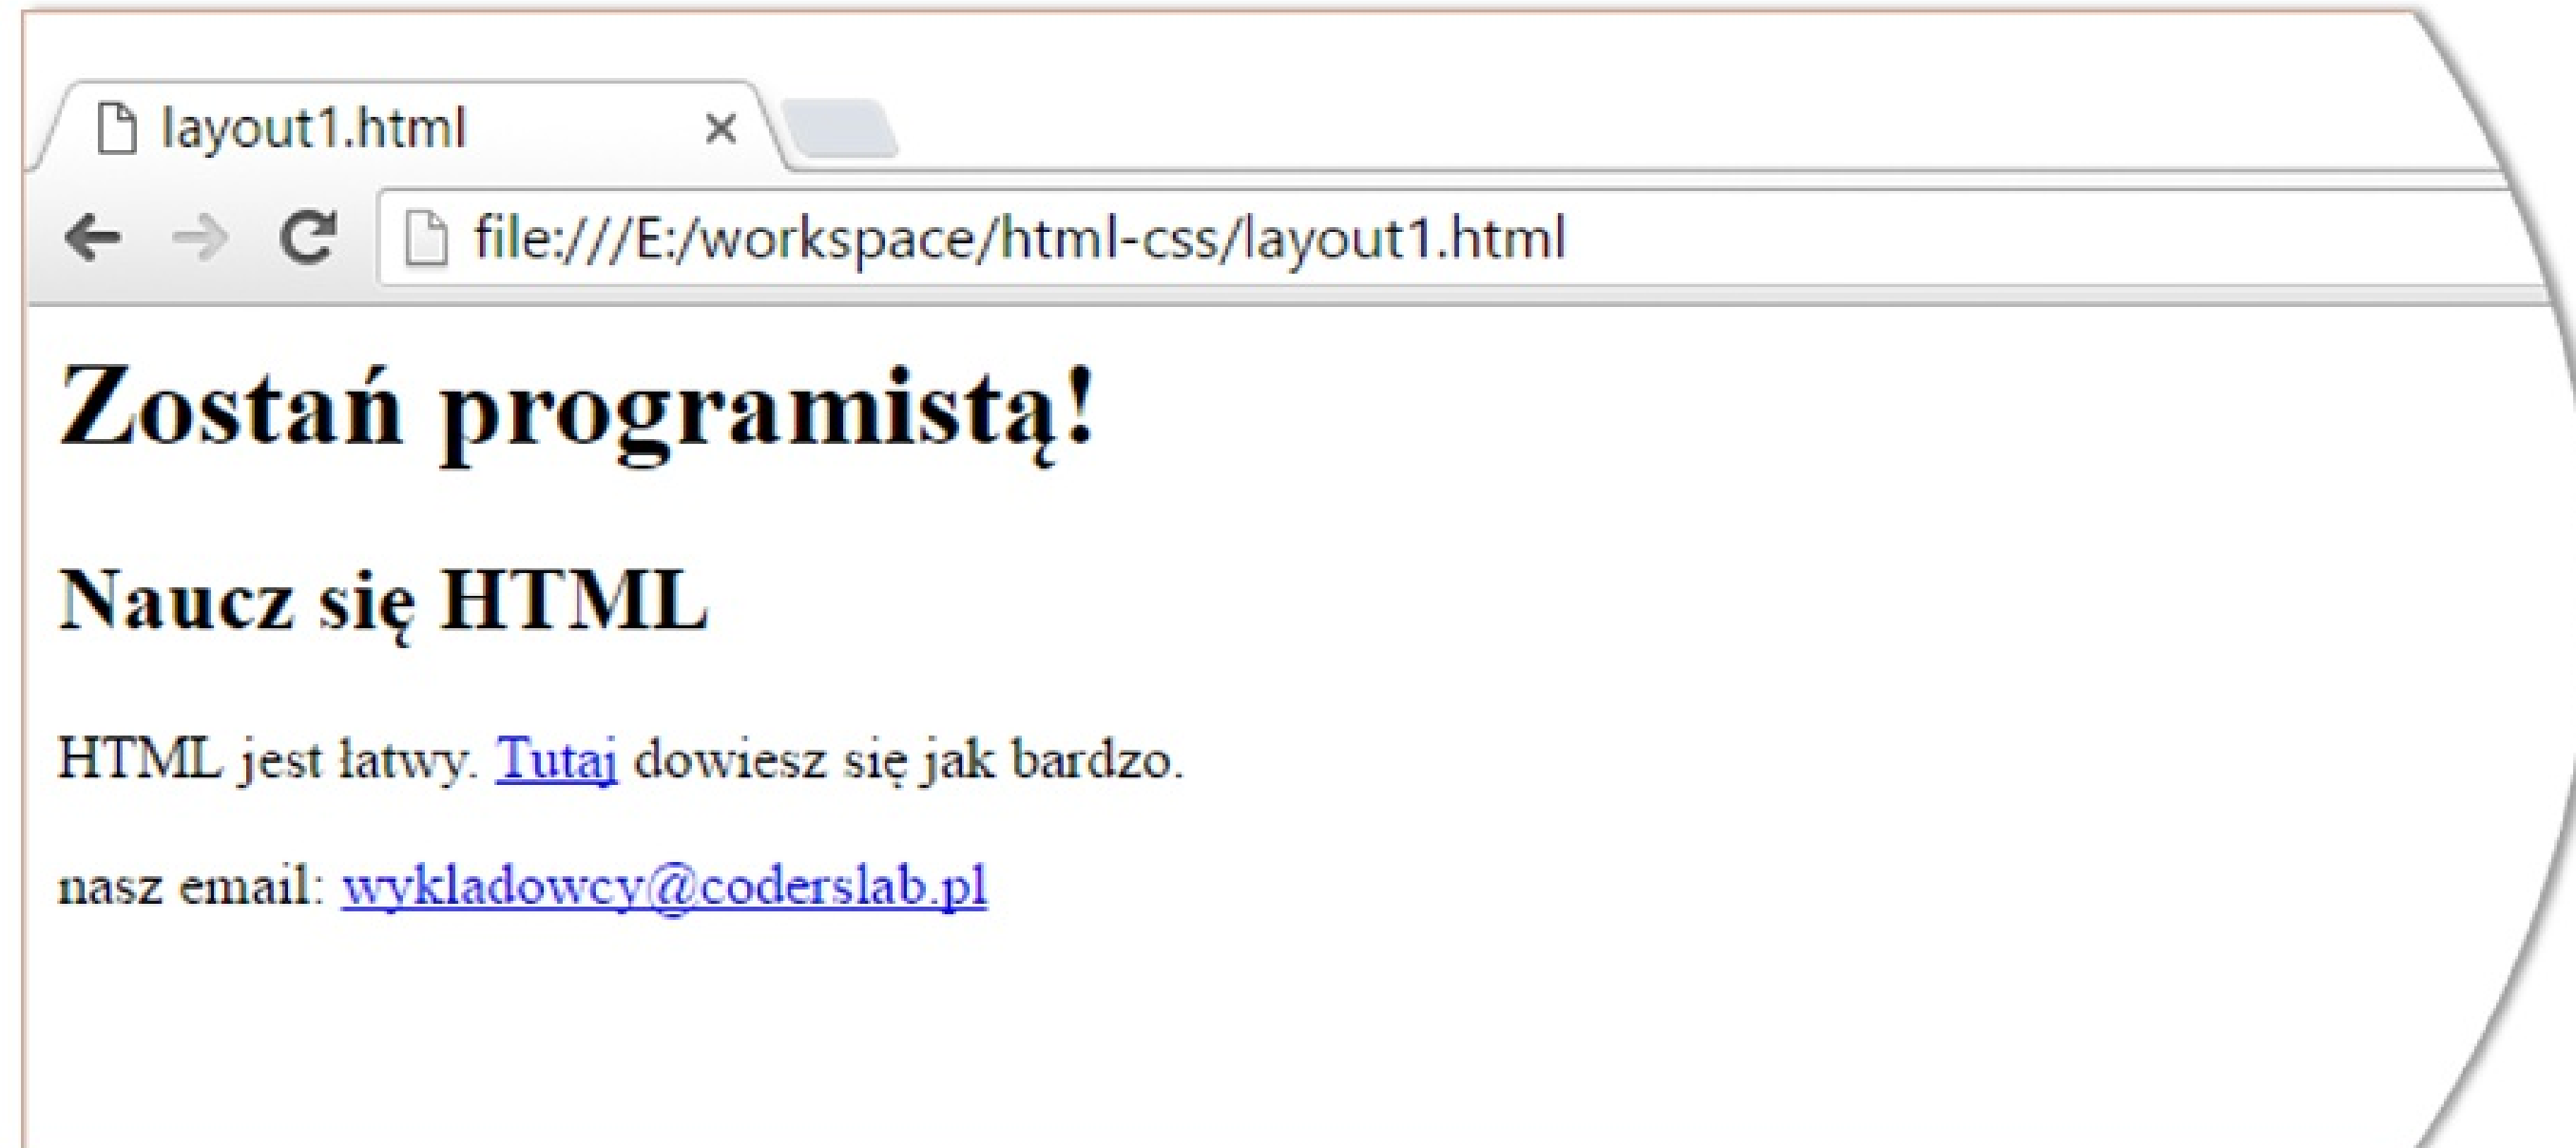 layout1.html
file:///E:/workspace/html-css/layout1.html
Zostań programistą!
Naucz się HTML
HTML jest łatwy. Tutaj dowiesz się jak bardzo.
nasz email: wykladowcy@coderslab.pl